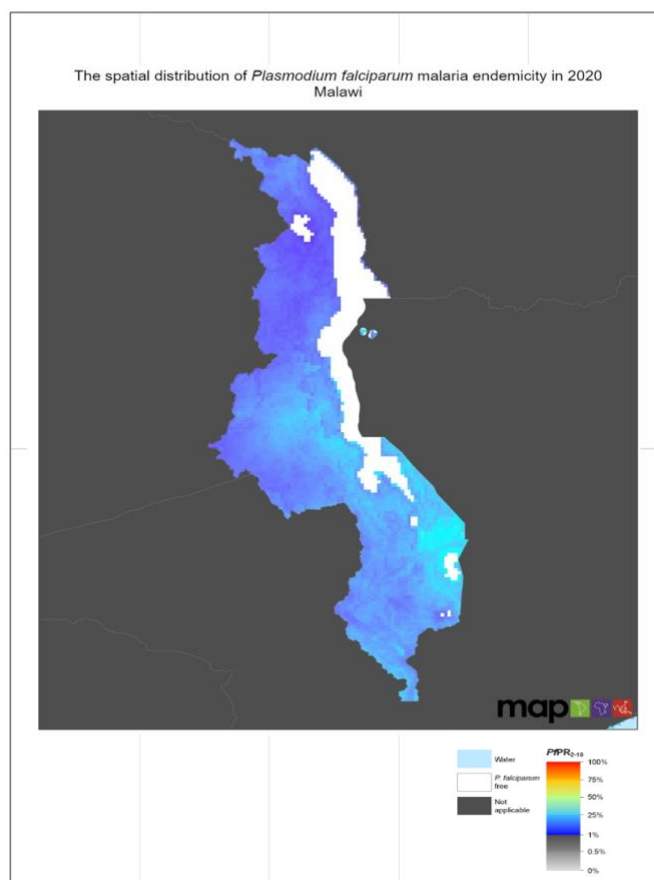 The spatial distribution of Plasmodium falciparum malaria endemicity in 2020
Malawi
map
Water
P. falciparum
free
Not
applicable
PfPR2-10
100%
75%
50%
25%
1%
0.5%
0%